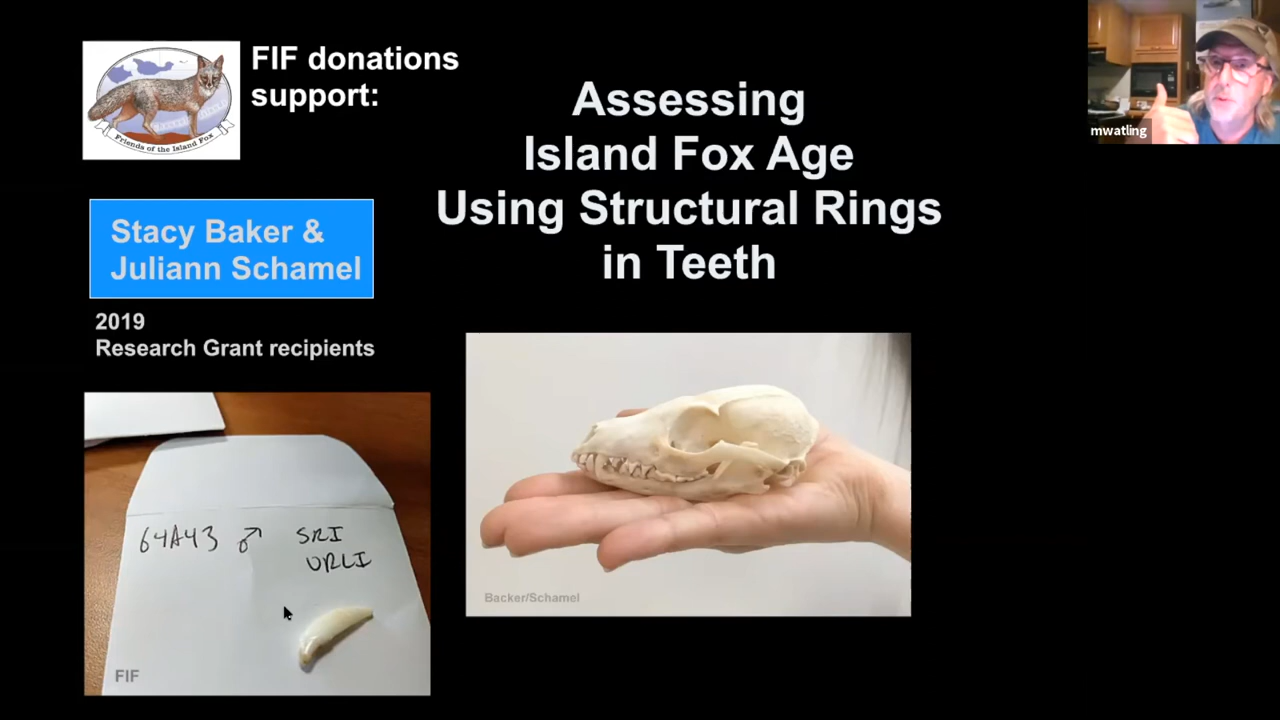 FIF donations
support:
Friends of the Island Fox
Assessing
Island Fox Age
Using Structural Rings
in Teeth
mwatling
Stacy Baker &
Juliann Schamel
2019
Research Grant recipients
64A43 ♂ SRI
URLI
FIF
Backer/Schamel